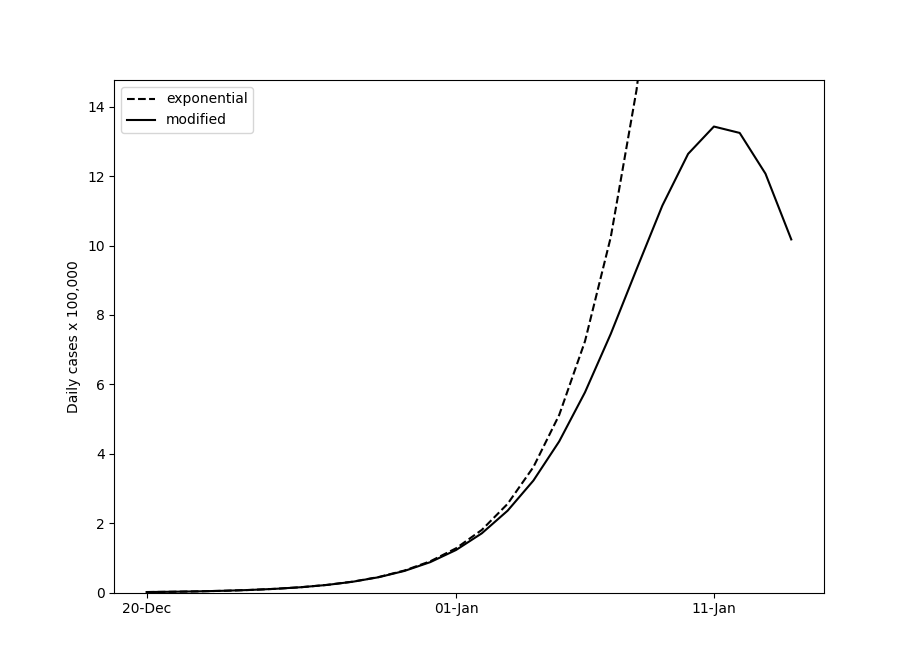 exponential
modified
Daily cases x 100,000
14
12
10
8
6
4
2
0
20-Dec
01-Jan
11-Jan